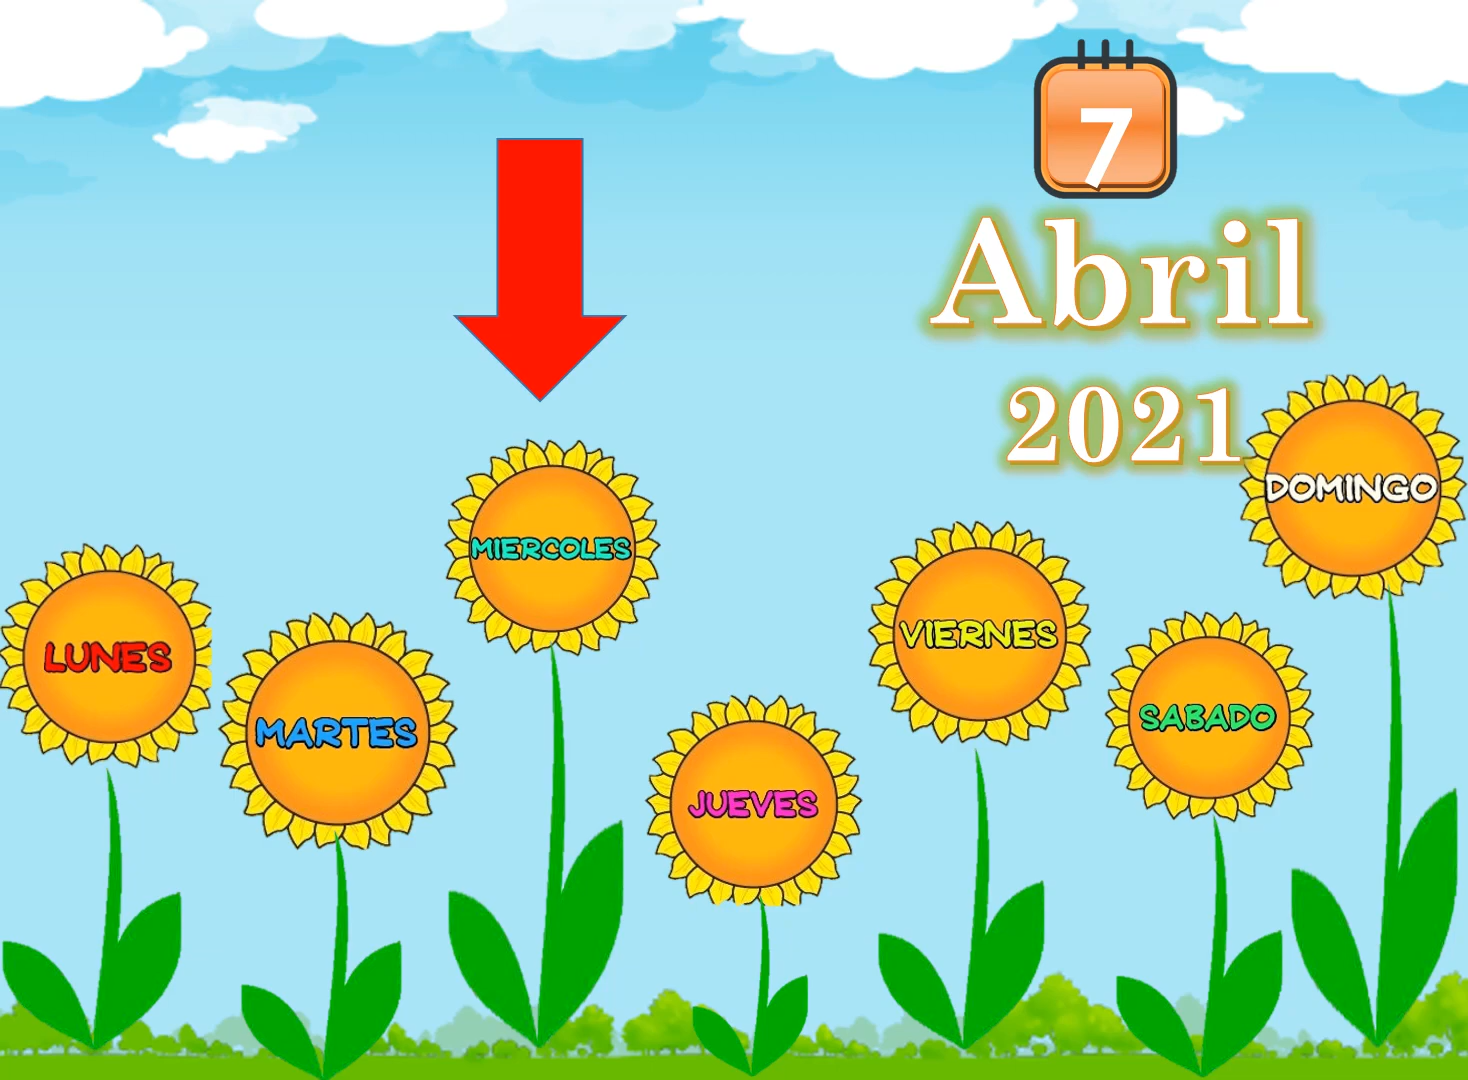 7
Abril
2021
LUNES
MARTES
MIERCOLES
JUEVES
VIERNES
SABADO
DOMINGO